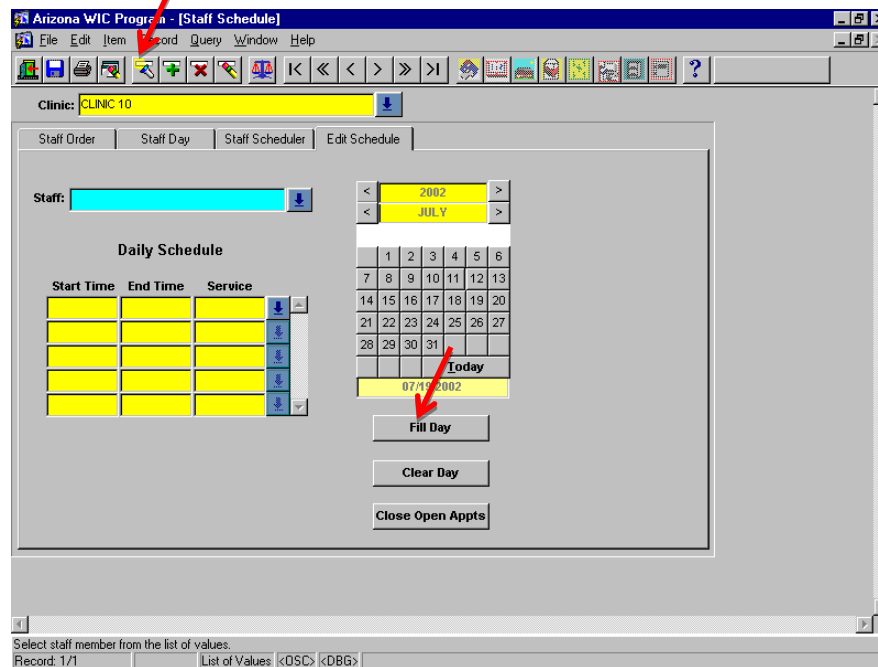 Arizona WIC Program - [Staff Schedule]
File Edit Item Record Query Window Help
?
Clinic: CLINIC 10
Staff Order Staff Day Staff Scheduler Edit Schedule
Staff:
< 2002 >
< JULY >
Daily Schedule
Start Time End Time Service
1 2 3 4 5 6
7 8 9 10 11 12 13
14 15 16 17 18 19 20
21 22 23 24 25 26 27
28 29 30 31
Today
07/19/2002
Fill Day
Clear Day
Close Open Appts
Select staff member from the list of values.
Record: 1/1 List of Values <OSC> <DBG>